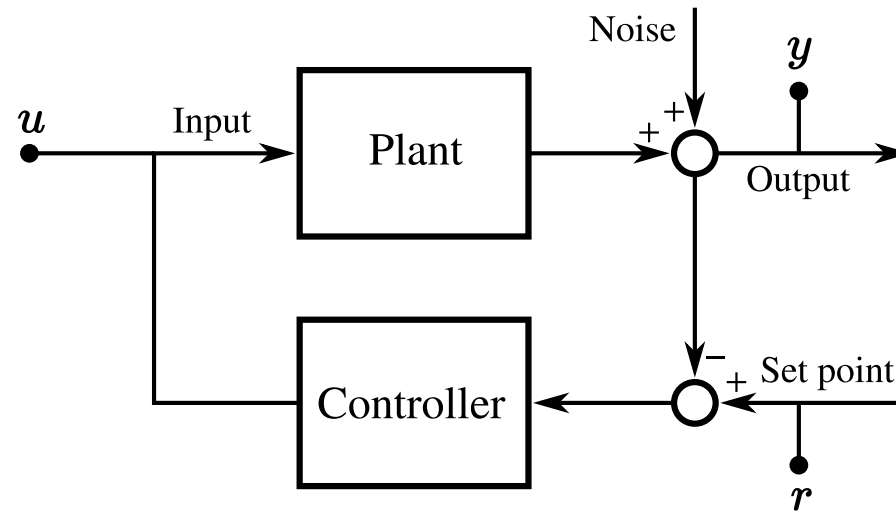 Noise
y
u
Input
+
+
Plant
Output
−
+
Set point
Controller
r